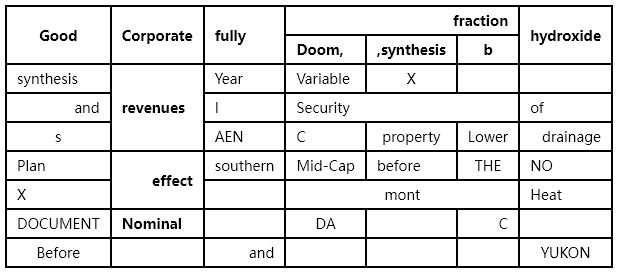 Good Corporate fully fraction hydroxide
Doom, ,synthesis b
synthesis revenues Year Variable X
and l Security of
s AEN C property Lower drainage
Plan effect southern Mid-Cap before THE NO
X mont Heat
DOCUMENT Nominal DA C
Before and YUKON